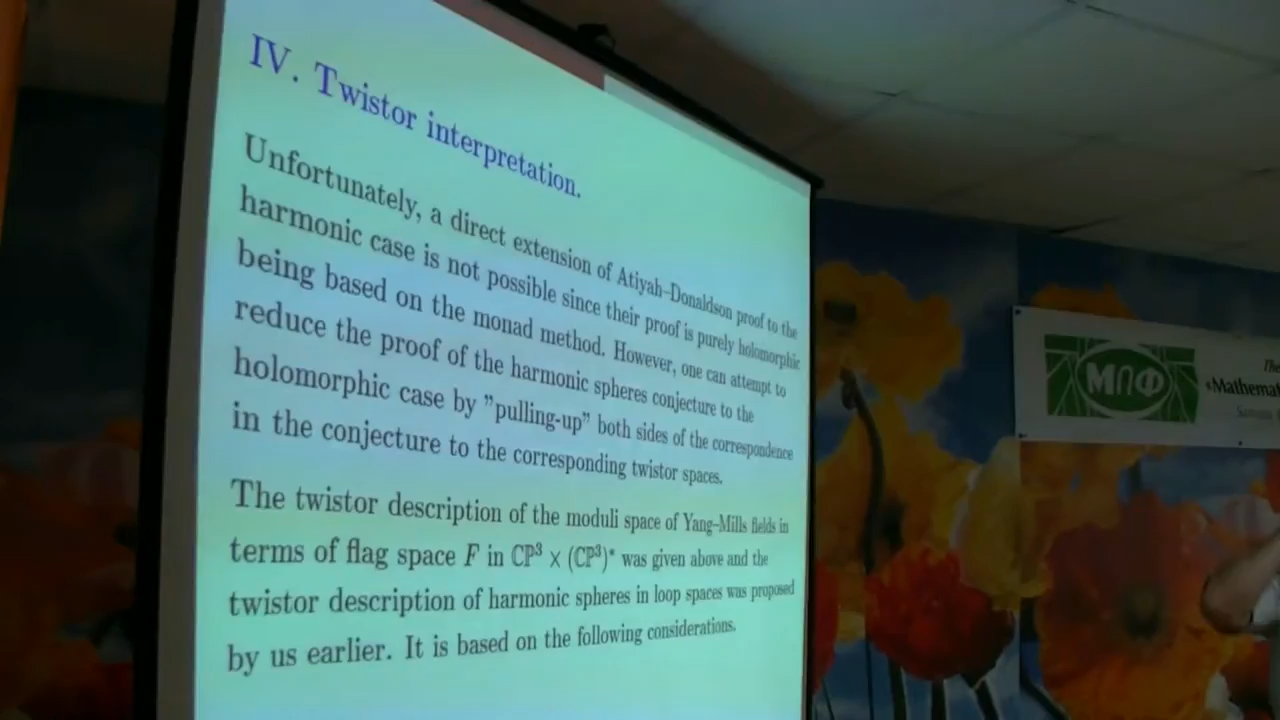 IV. Twistor interpretation.
Unfortunately, a direct extension of Atiyah–Donaldson proof to the
harmonic case is not possible since their proof is purely holomorphic
being based on the monad method. However, one can attempt to
reduce the proof of the harmonic spheres conjecture to the
holomorphic case by ”pulling-up” both sides of the correspondence
in the conjecture to the corresponding twistor spaces.
The twistor description of the moduli space of Yang–Mills fields in
terms of flag space F in CP³ × (CP³)* was given above and the
twistor description of harmonic spheres in loop spaces was proposed
by us earlier. It is based on the following considerations.
МПФ
The